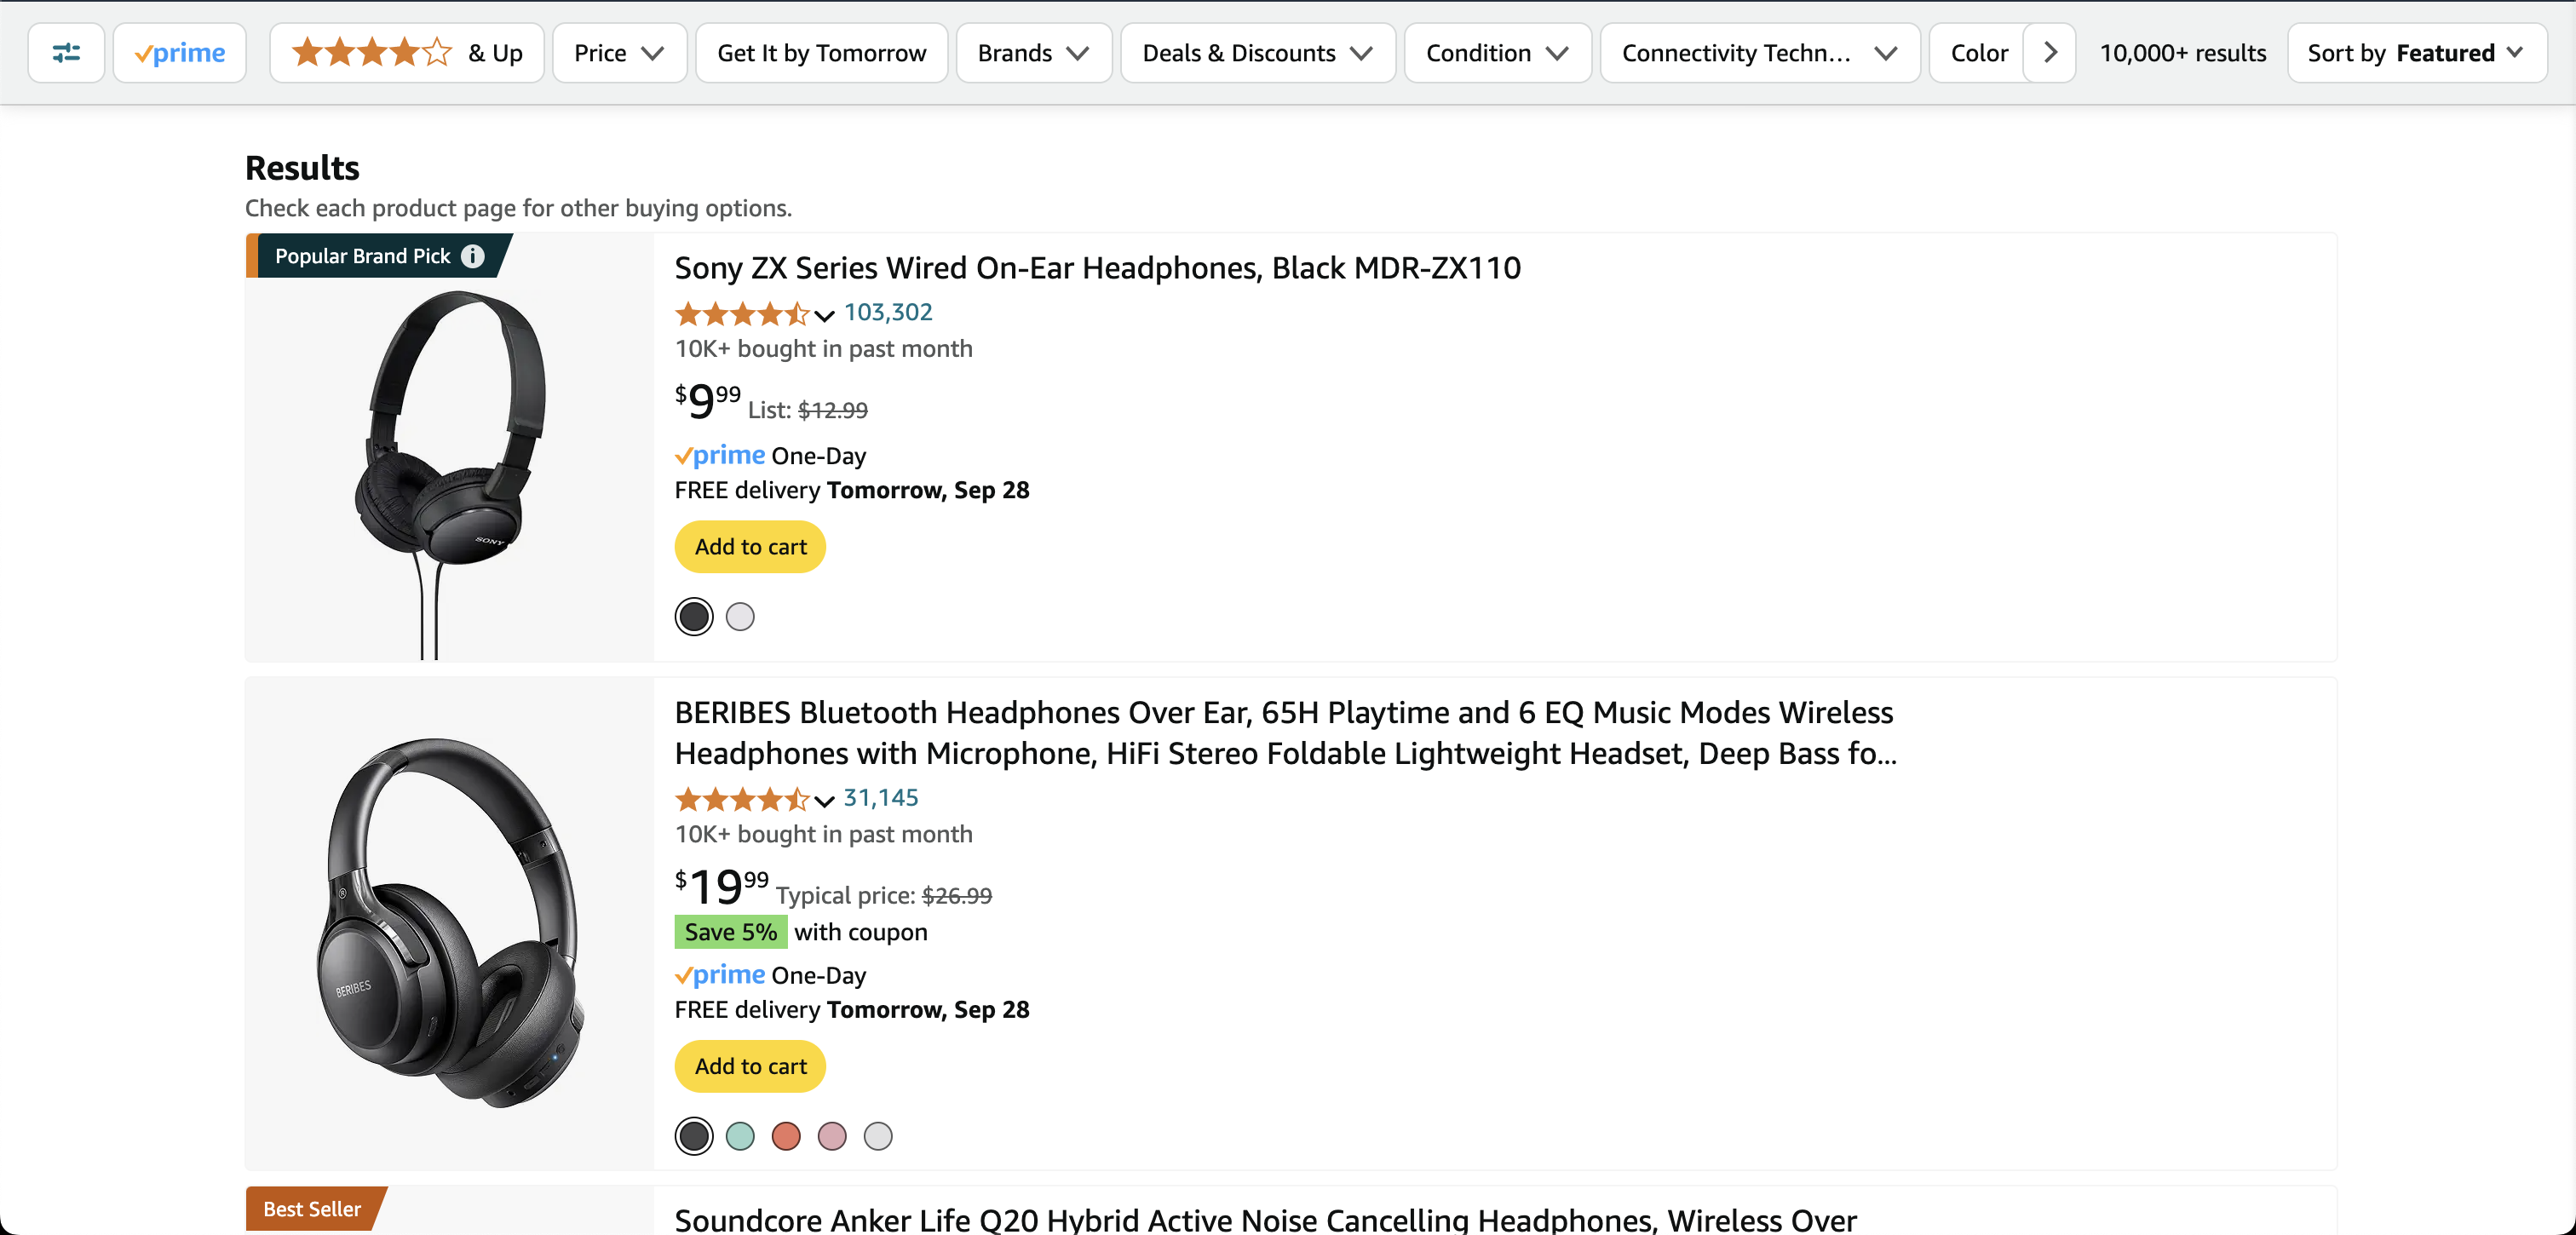 prime
& Up
Price
Get It by Tomorrow
Brands
Deals & Discounts
Condition
Connectivity Techn...
Color
10,000+ results
Sort by Featured
Results
Check each product page for other buying options.
Popular Brand Pick
SONY
Sony ZX Series Wired On-Ear Headphones, Black MDR-ZX110
103,302
10K+ bought in past month
$9.99 List: $12.99
prime One-Day
FREE delivery Tomorrow, Sep 28
Add to cart
BERIBES
BERIBES Bluetooth Headphones Over Ear, 65H Playtime and 6 EQ Music Modes Wireless
Headphones with Microphone, HiFi Stereo Foldable Lightweight Headset, Deep Bass fo...
31,145
10K+ bought in past month
$19.99 Typical price: $26.99
Save 5% with coupon
prime One-Day
FREE delivery Tomorrow, Sep 28
Add to cart
Best Seller
Soundcore Anker Life Q20 Hybrid Active Noise Cancelling Headphones, Wireless Over